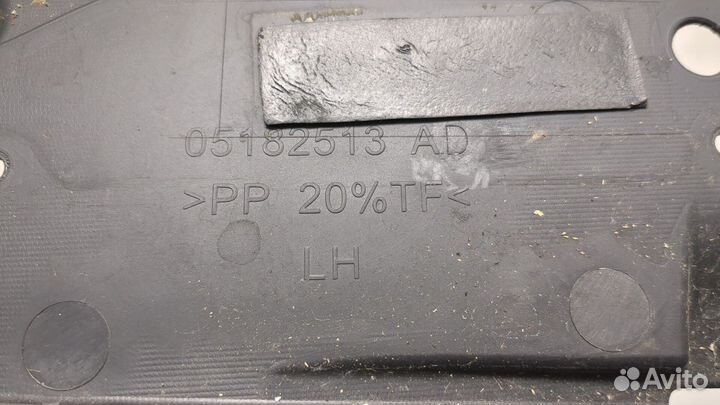 05182513 AD
>PP 20%TF<
LH
Avito